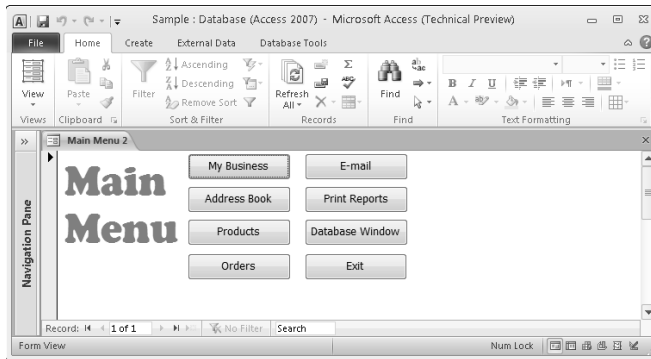 Sample : Database (Access 2007) - Microsoft Access (Technical Preview)
File Home Create External Data Database Tools
View
Paste
Filter
Ascending
Descending
Remove Sort
Refresh All
Find
Views Clipboard Sort & Filter Records Find Text Formatting
Main Menu 2
Navigation Pane
Main
Menu
My Business E-mail
Address Book Print Reports
Products Database Window
Orders Exit
Record: 1 of 1 No Filter Search
Form View Num Lock